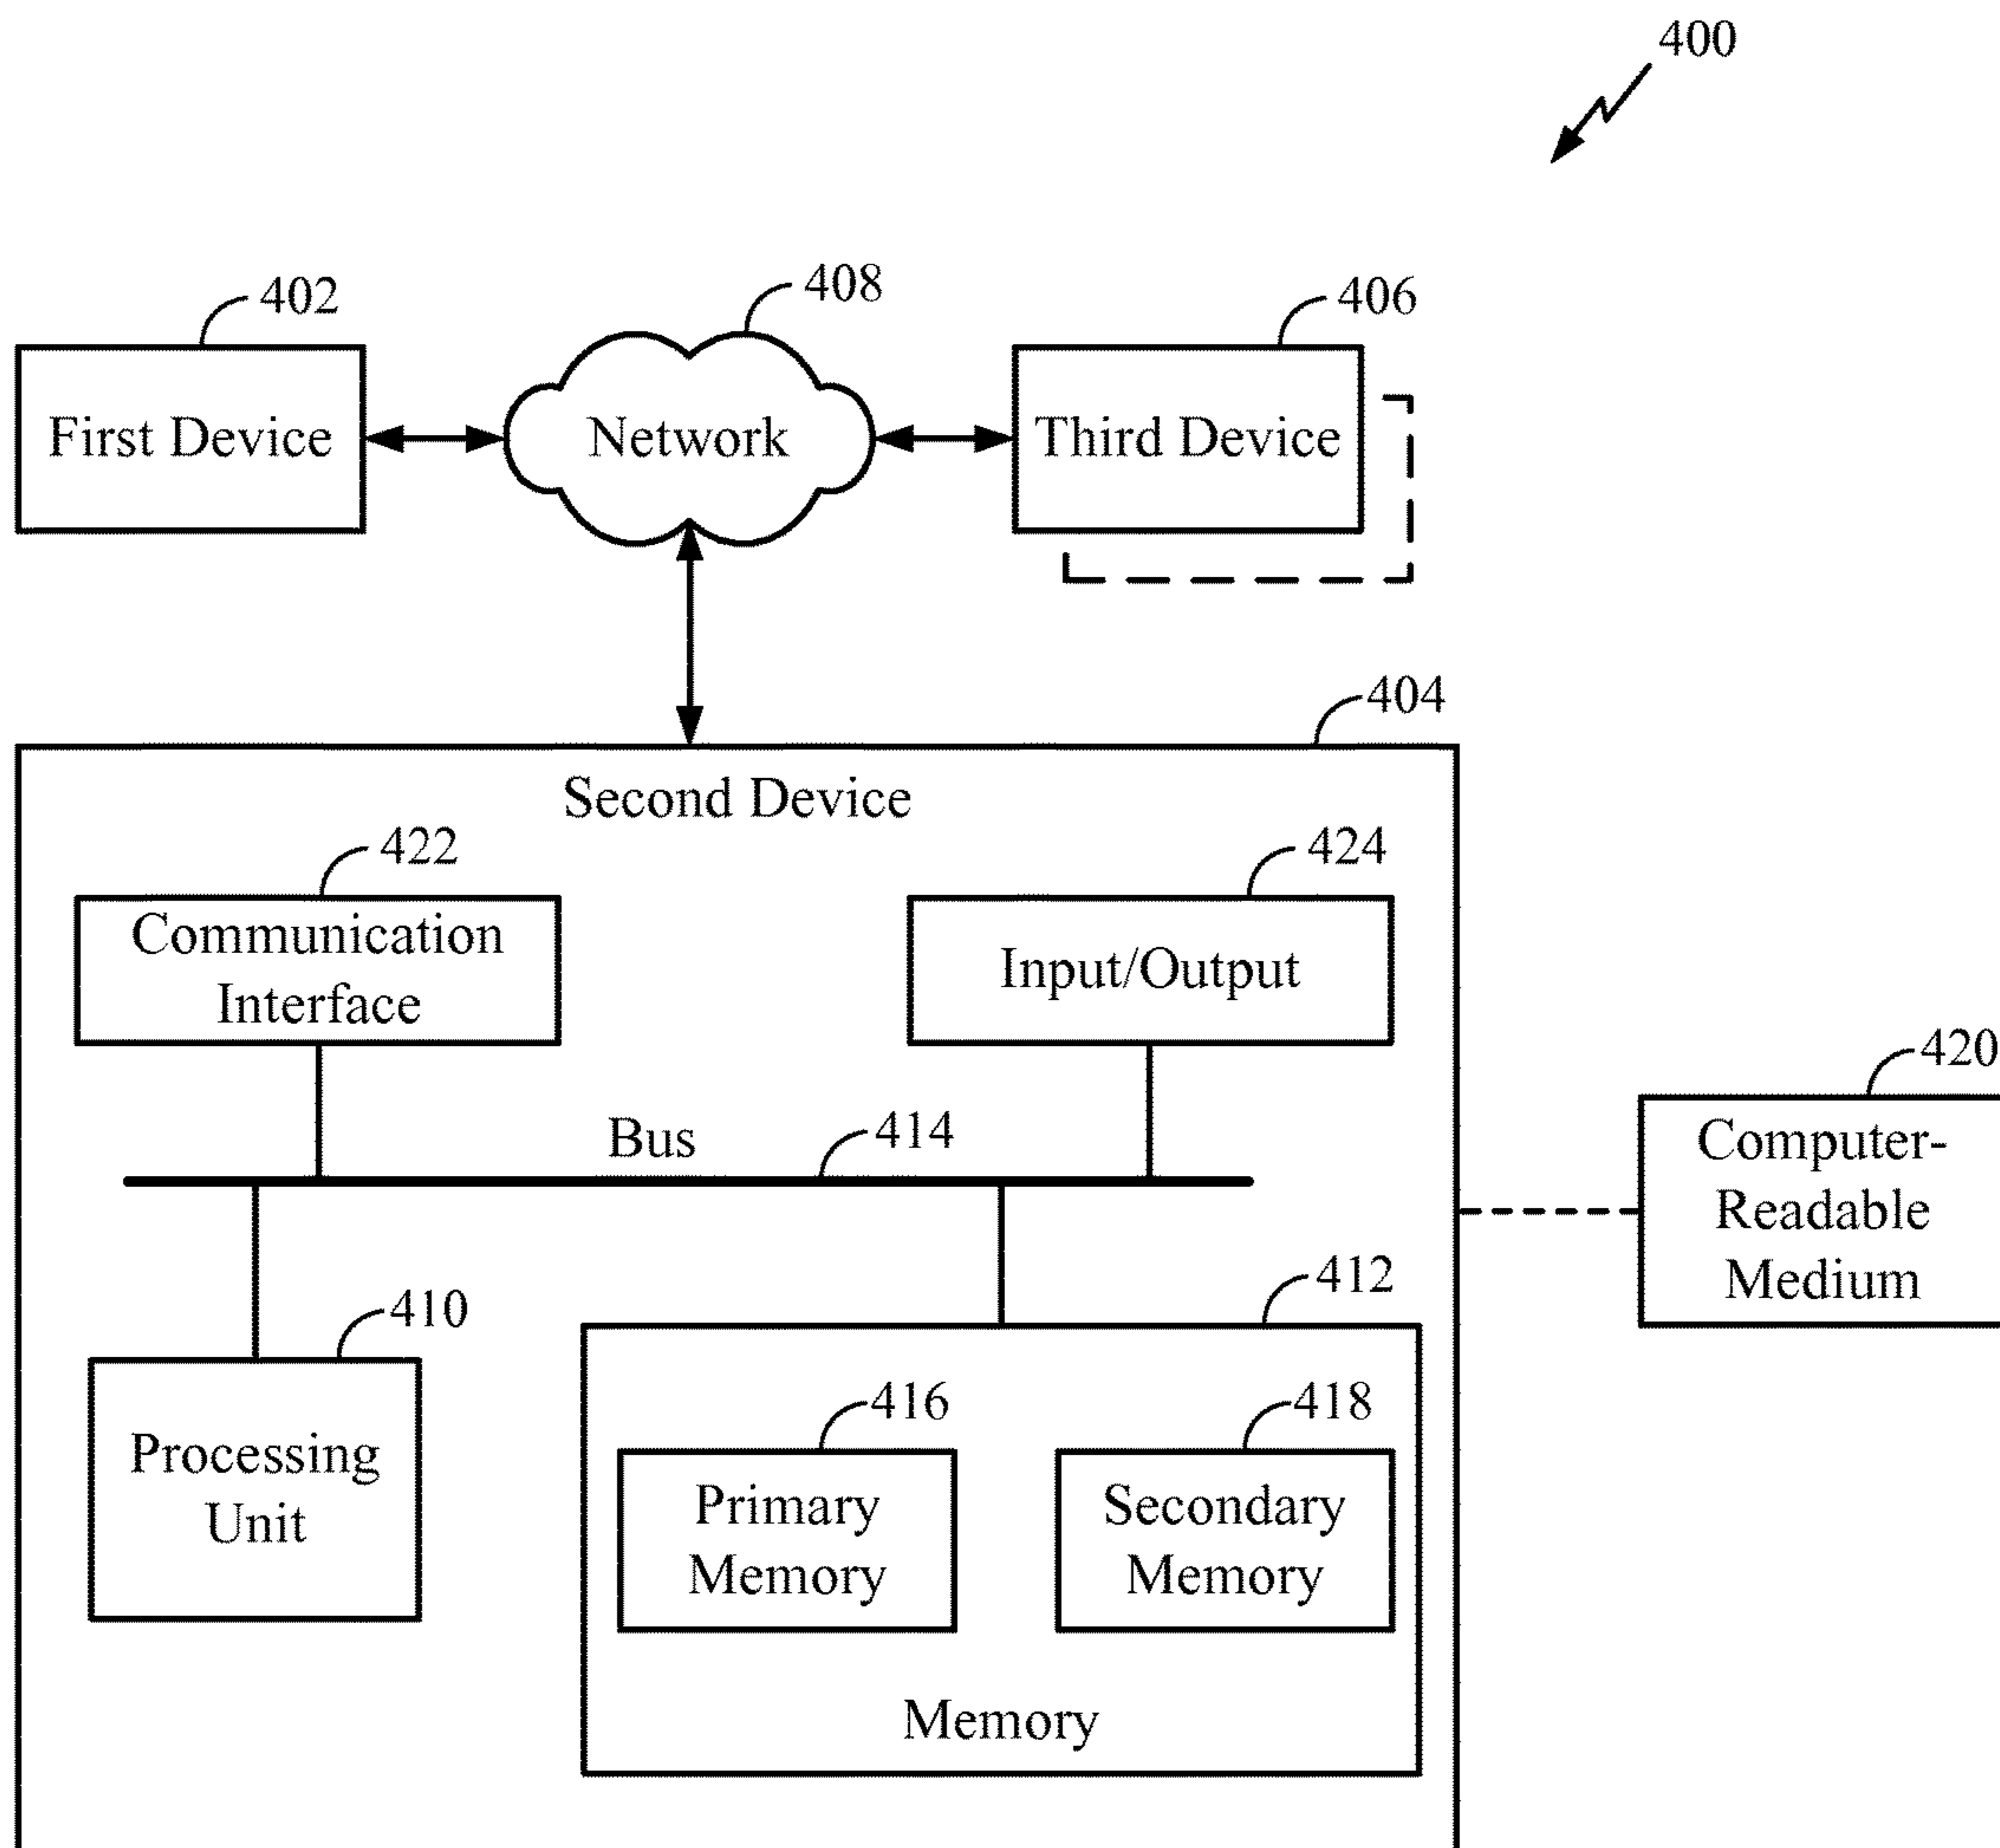 400
402
408
406
First Device
Network
Third Device
404
Second Device
422
424
Communication
Interface
Input/Output
420
Computer-
Readable
Medium
Bus
414
412
410
Processing
Unit
416
418
Primary
Memory
Secondary
Memory
Memory